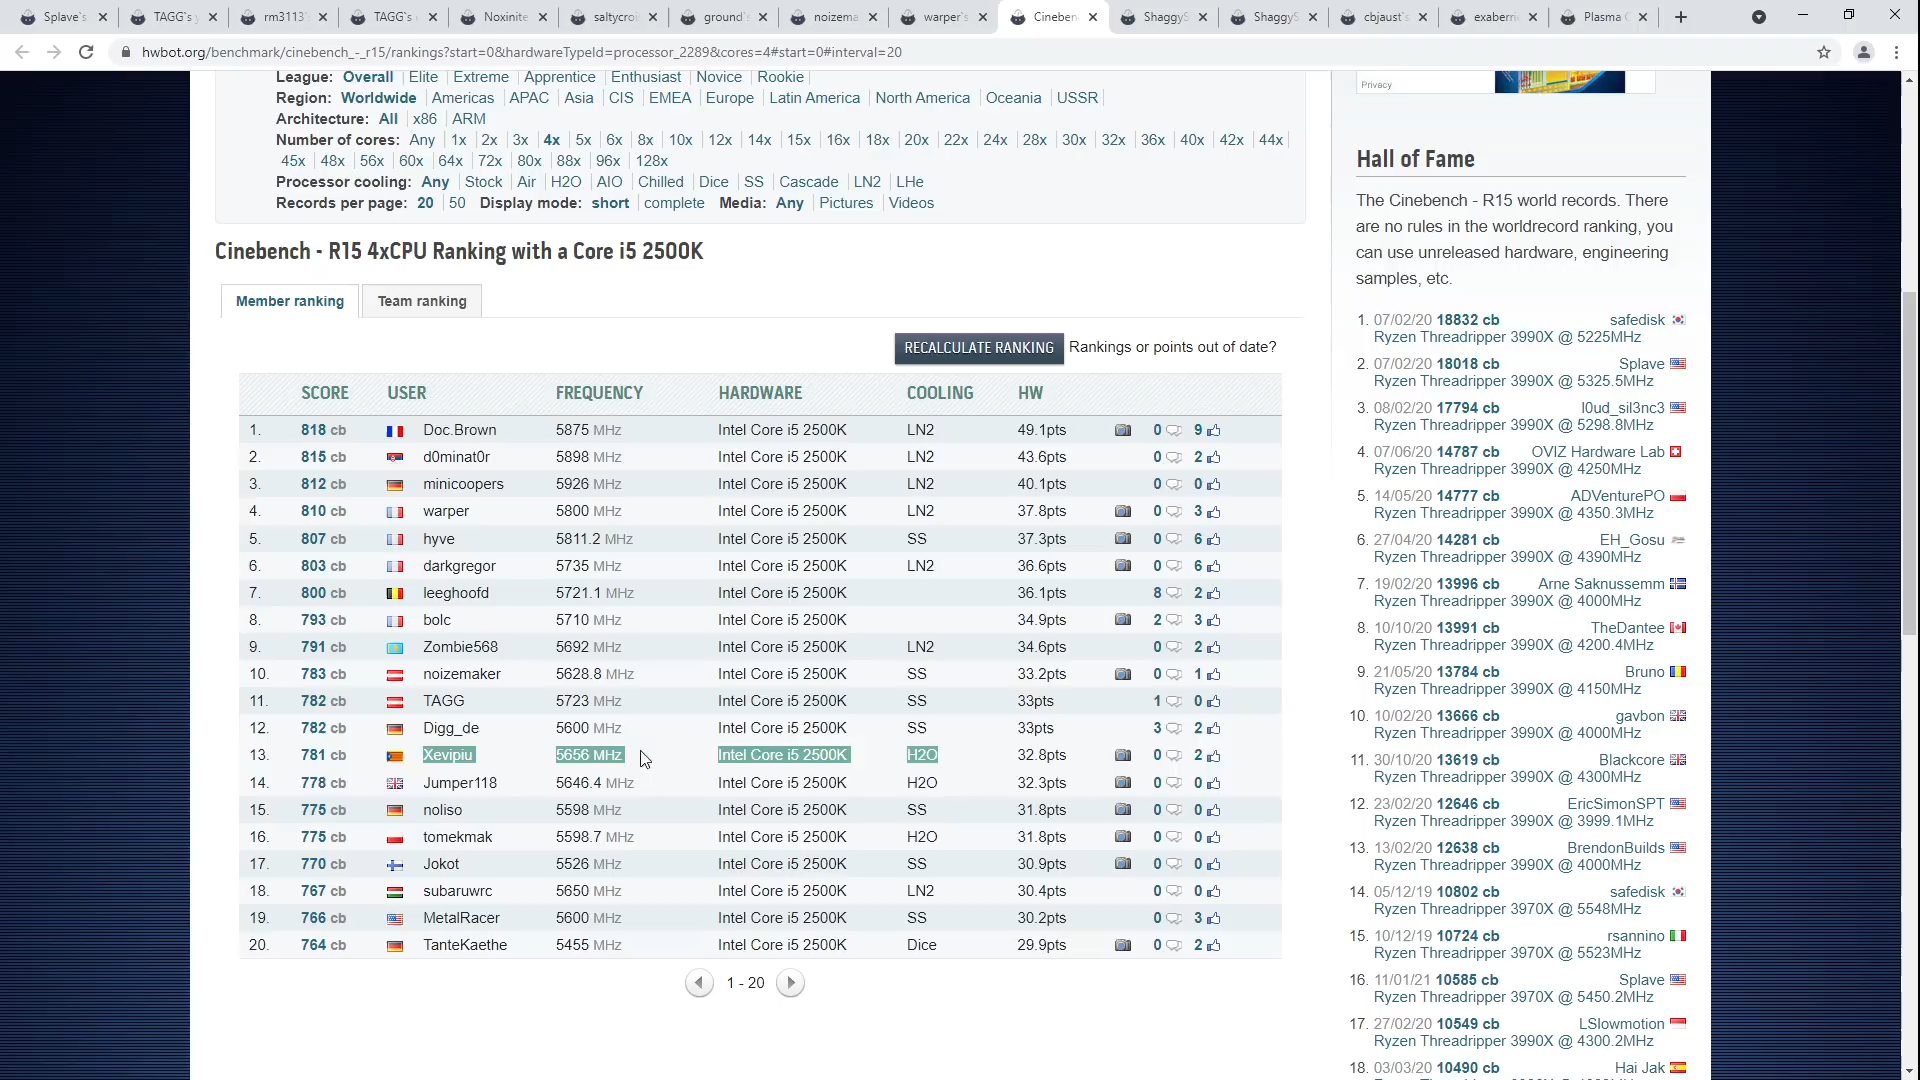 Splave`s
TAGG`s
rm3113`
TAGG`s
Noxinite
saltycro
ground`s
noizema
warper`s
Cineben
ShaggyS
ShaggyS
cbjaust`s
exaberri
Plasma
hwbot.org/benchmark/cinebench_-_r15/rankings?start=0&hardwareTypeId=processor_2289&cores=4#start=0#interval=20
League: Overall Elite Extreme Apprentice Enthusiast Novice Rookie
Region: Worldwide Americas APAC Asia CIS EMEA Europe Latin America North America Oceania USSR
Architecture: All x86 ARM
Number of cores: Any 1x 2x 3x 4x 5x 6x 8x 10x 12x 14x 15x 16x 18x 20x 22x 24x 28x 30x 32x 36x 40x 42x 44x
45x 48x 56x 60x 64x 72x 80x 88x 96x 128x
Processor cooling: Any Stock Air H2O AIO Chilled Dice SS Cascade LN2 LHe
Records per page: 20 50 Display mode: short complete Media: Any Pictures Videos
Cinebench - R15 4xCPU Ranking with a Core i5 2500K
Member ranking Team ranking
RECALCULATE RANKING Rankings or points out of date?
SCORE USER FREQUENCY HARDWARE COOLING HW
1. 818 cb Doc.Brown 5875 MHz Intel Core i5 2500K LN2 49.1pts 0 9
2. 815 cb d0minat0r 5898 MHz Intel Core i5 2500K LN2 43.6pts 0 2
3. 812 cb minicoopers 5926 MHz Intel Core i5 2500K LN2 40.1pts 0 0
4. 810 cb warper 5800 MHz Intel Core i5 2500K LN2 37.8pts 0 3
5. 807 cb hyve 5811.2 MHz Intel Core i5 2500K SS 37.3pts 0 6
6. 803 cb darkgregor 5735 MHz Intel Core i5 2500K LN2 36.6pts 0 6
7. 800 cb leeghoofd 5721.1 MHz Intel Core i5 2500K 36.1pts 8 2
8. 793 cb bolc 5710 MHz Intel Core i5 2500K 34.9pts 2 3
9. 791 cb Zombie568 5692 MHz Intel Core i5 2500K LN2 34.6pts 0 2
10. 783 cb noizemaker 5628.8 MHz Intel Core i5 2500K SS 33.2pts 0 1
11. 782 cb TAGG 5723 MHz Intel Core i5 2500K SS 33pts 1 0
12. 782 cb Digg_de 5600 MHz Intel Core i5 2500K SS 33pts 3 2
13. 781 cb Xevipiu 5656 MHz Intel Core i5 2500K H2O 32.8pts 0 2
14. 778 cb Jumper118 5646.4 MHz Intel Core i5 2500K H2O 32.3pts 0 0
15. 775 cb noliso 5598 MHz Intel Core i5 2500K SS 31.8pts 0 0
16. 775 cb tomekmak 5598.7 MHz Intel Core i5 2500K H2O 31.8pts 0 0
17. 770 cb Jokot 5526 MHz Intel Core i5 2500K SS 30.9pts 0 0
18. 767 cb subaruwrc 5650 MHz Intel Core i5 2500K LN2 30.4pts 0 0
19. 766 cb MetalRacer 5600 MHz Intel Core i5 2500K SS 30.2pts 0 3
20. 764 cb TanteKaethe 5455 MHz Intel Core i5 2500K Dice 29.9pts 0 2
1 - 20
Privacy
Hall of Fame
The Cinebench - R15 world records. There
are no rules in the worldrecord ranking, you
can use unreleased hardware, engineering
samples, etc.
1. 07/02/20 18832 cb safedisk
Ryzen Threadripper 3990X @ 5225MHz
2. 07/02/20 18018 cb Splave
Ryzen Threadripper 3990X @ 5325.5MHz
3. 08/02/20 17794 cb l0ud_sil3nc3
Ryzen Threadripper 3990X @ 5298.8MHz
4. 07/06/20 14787 cb OVIZ Hardware Lab
Ryzen Threadripper 3990X @ 4250MHz
5. 14/05/20 14777 cb ADVenturePO
Ryzen Threadripper 3990X @ 4350.3MHz
6. 27/04/20 14281 cb EH_Gosu
Ryzen Threadripper 3990X @ 4390MHz
7. 19/02/20 13996 cb Arne Saknussemm
Ryzen Threadripper 3990X @ 4000MHz
8. 10/10/20 13991 cb TheDantee
Ryzen Threadripper 3990X @ 4200.4MHz
9. 21/05/20 13784 cb Bruno
Ryzen Threadripper 3990X @ 4150MHz
10. 10/02/20 13666 cb gavbon
Ryzen Threadripper 3990X @ 4000MHz
11. 30/10/20 13619 cb Blackcore
Ryzen Threadripper 3990X @ 4300MHz
12. 23/02/20 12646 cb EricSimonSPT
Ryzen Threadripper 3990X @ 3999.1MHz
13. 13/02/20 12638 cb BrendonBuilds
Ryzen Threadripper 3990X @ 4000MHz
14. 05/12/19 10802 cb safedisk
Ryzen Threadripper 3970X @ 5548MHz
15. 10/12/19 10724 cb rsannino
Ryzen Threadripper 3970X @ 5523MHz
16. 11/01/21 10585 cb Splave
Ryzen Threadripper 3970X @ 5450.2MHz
17. 27/02/20 10549 cb LSlowmotion
Ryzen Threadripper 3990X @ 4300.2MHz
18. 03/03/20 10490 cb Hai Jak